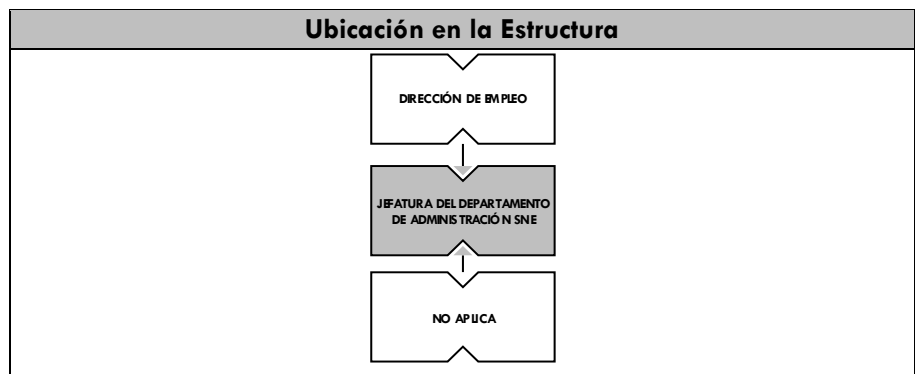 Ubicación en la Estructura
DIRECCIÓN DE EMPLEO
JEFATURA DEL DEPARTAMENTO
DE ADMINISTRACIÓN SNE
NO APLICA